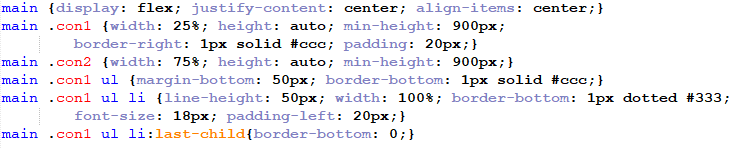 main {display: flex; justify-content: center; align-items: center;}
main .con1 {width: 25%; height: auto; min-height: 900px;
border-right: 1px solid #ccc; padding: 20px;}
main .con2 {width: 75%; height: auto; min-height: 900px;}
main .con1 ul {margin-bottom: 50px; border-bottom: 1px solid #ccc;}
main .con1 ul li {line-height: 50px; width: 100%; border-bottom: 1px dotted #333;
font-size: 18px; padding-left: 20px;}
main .con1 ul li:last-child{border-bottom: 0;}